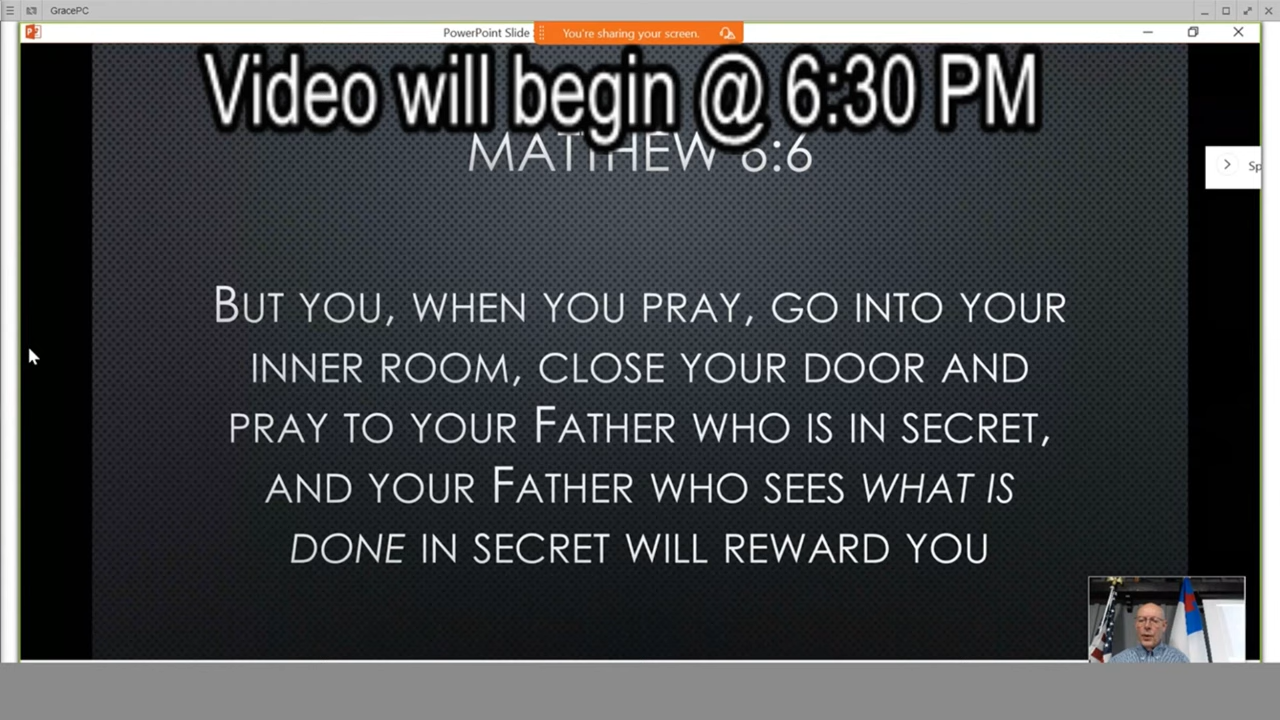 GracePC
PowerPoint Slide
You're sharing your screen.
Video will begin @ 6:30 PM
MATTHEW 6:6
Sp
BUT YOU, WHEN YOU PRAY, GO INTO YOUR
INNER ROOM, CLOSE YOUR DOOR AND
PRAY TO YOUR FATHER WHO IS IN SECRET,
AND YOUR FATHER WHO SEES WHAT IS
DONE IN SECRET WILL REWARD YOU